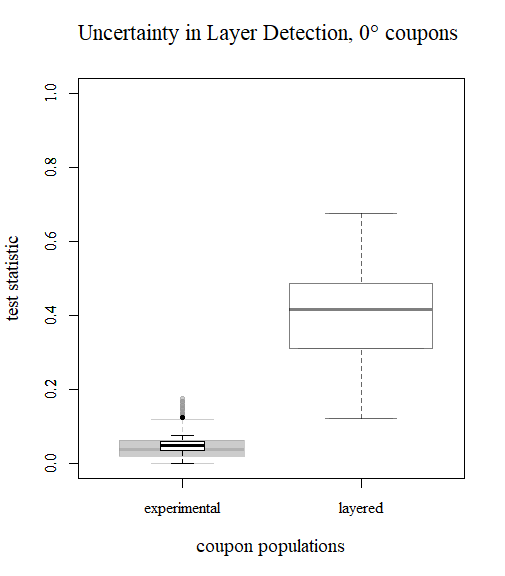 Uncertainty in Layer Detection, 0° coupons
1.0
0.8
0.6
0.4
0.2
0.0
test statistic
experimental
layered
coupon populations